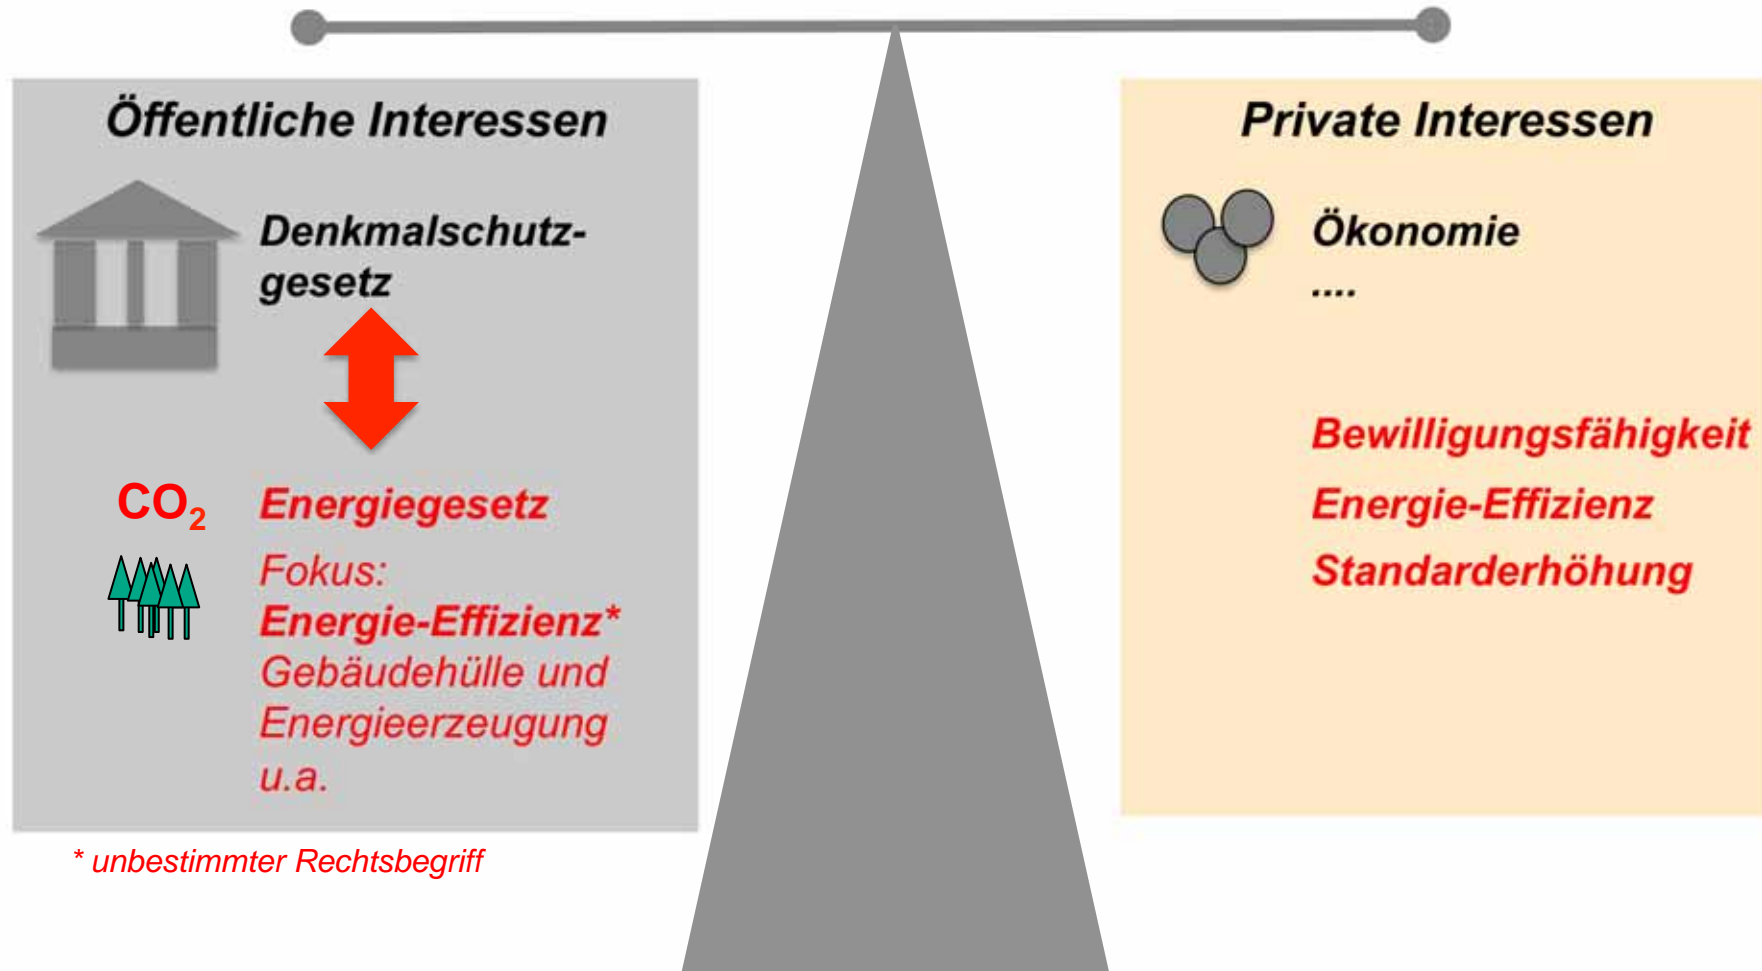 Öffentliche Interessen
Denkmalschutz-
gesetz
CO₂ Energiegesetz
Fokus:
Energie-Effizienz*
Gebäudehülle und
Energieerzeugung
u.a.
* unbestimmter Rechtsbegriff
Private Interessen
Ökonomie
....
Bewilligungsfähigkeit
Energie-Effizienz
Standarderhöhung